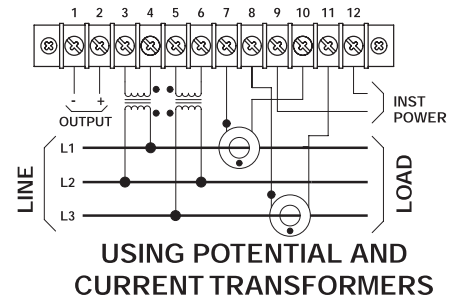 1 2 3 4 5 6 7 8 9 10 11 12
- +
OUTPUT
INST
POWER
L1
L2
L3
LINE
LOAD
USING POTENTIAL AND
CURRENT TRANSFORMERS